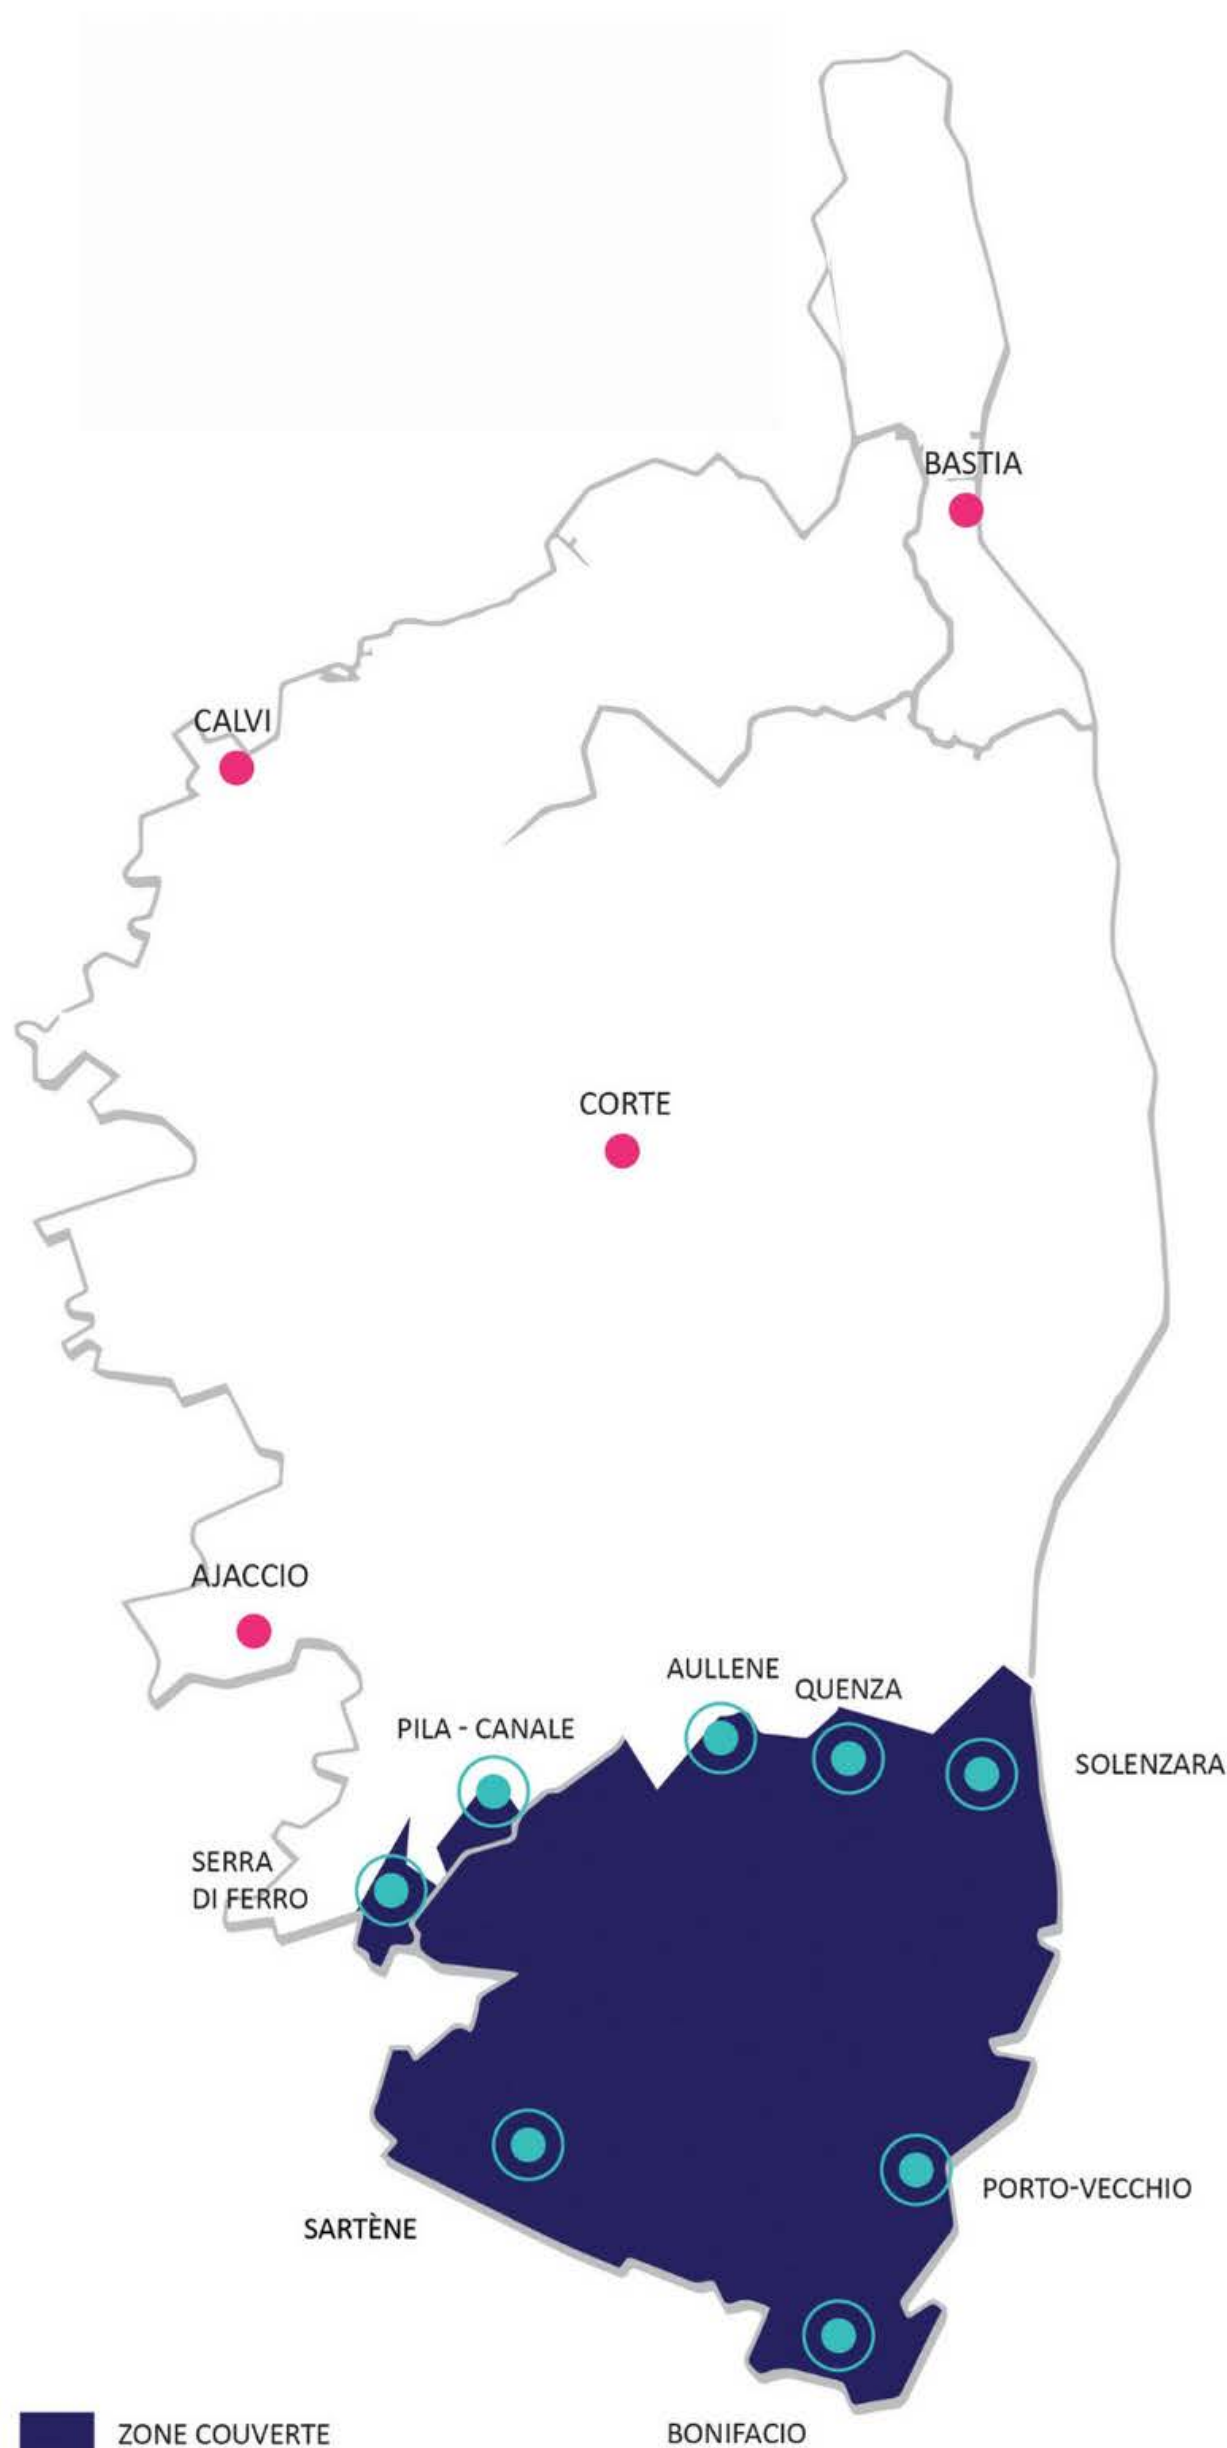 BASTIA
CALVI
CORTE
AJACCIO
AULLENE
QUENZA
PILA - CANALE
SOLENZARA
SERRA
DI FERRO
PORTO-VECCHIO
SARTÈNE
ZONE COUVERTE
BONIFACIO